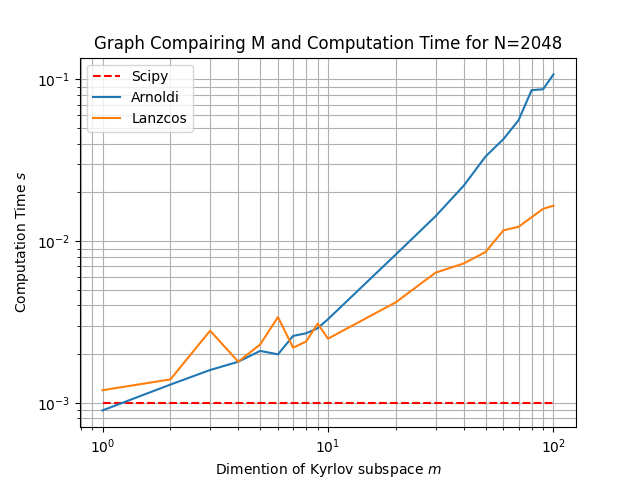 Graph Compairing M and Computation Time for N=2048
Scipy
Arnoldi
Lanzcos
Computation Time s
10⁻¹
10⁻²
10⁻³
10⁰
10¹
10²
Dimention of Kyrlov subspace m